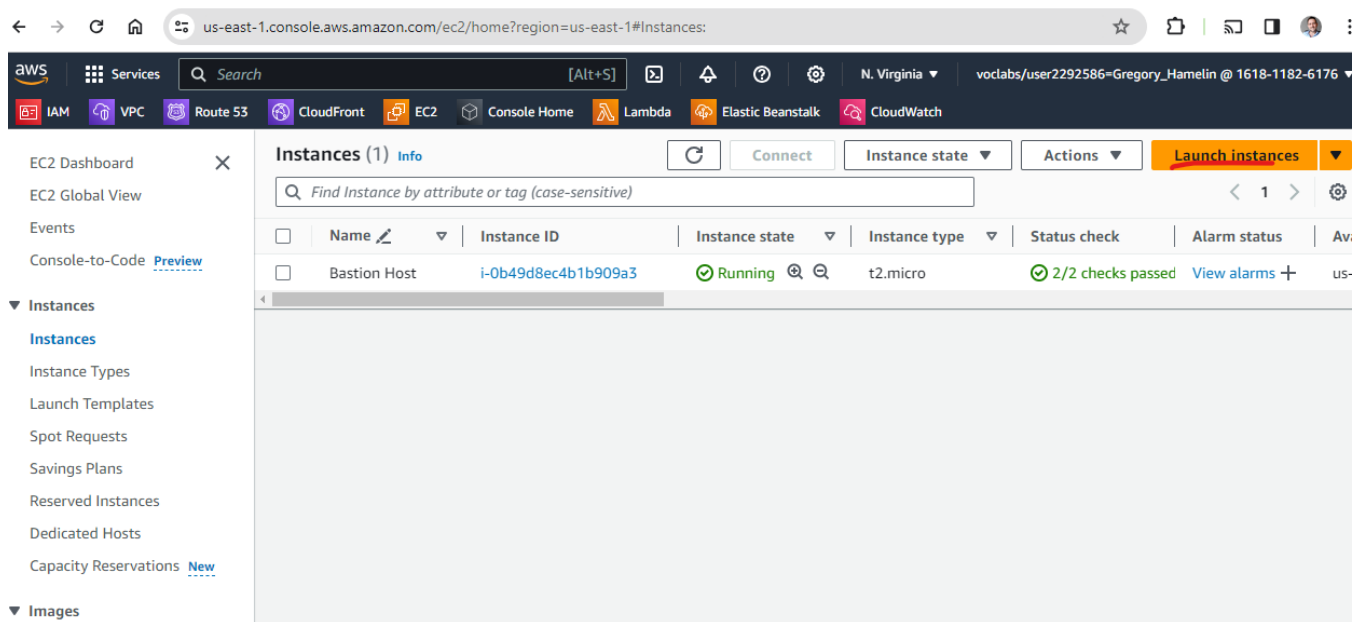 us-east-1.console.aws.amazon.com/ec2/home?region=us-east-1#Instances:
aws Services Search [Alt+S] N. Virginia voclabs/user2292586=Gregory_Hamelin @ 1618-1182-6176
IAM VPC Route 53 CloudFront EC2 Console Home Lambda Elastic Beanstalk CloudWatch
EC2 Dashboard
EC2 Global View
Events
Console-to-Code Preview
Instances
Instances
Instance Types
Launch Templates
Spot Requests
Savings Plans
Reserved Instances
Dedicated Hosts
Capacity Reservations New
Images
Instances (1) Info Connect Instance state Actions Launch instances
Find Instance by attribute or tag (case-sensitive) 1
Name Instance ID Instance state Instance type Status check Alarm status Ava
Bastion Host i-0b49d8ec4b1b909a3 Running t2.micro 2/2 checks passed View alarms us-